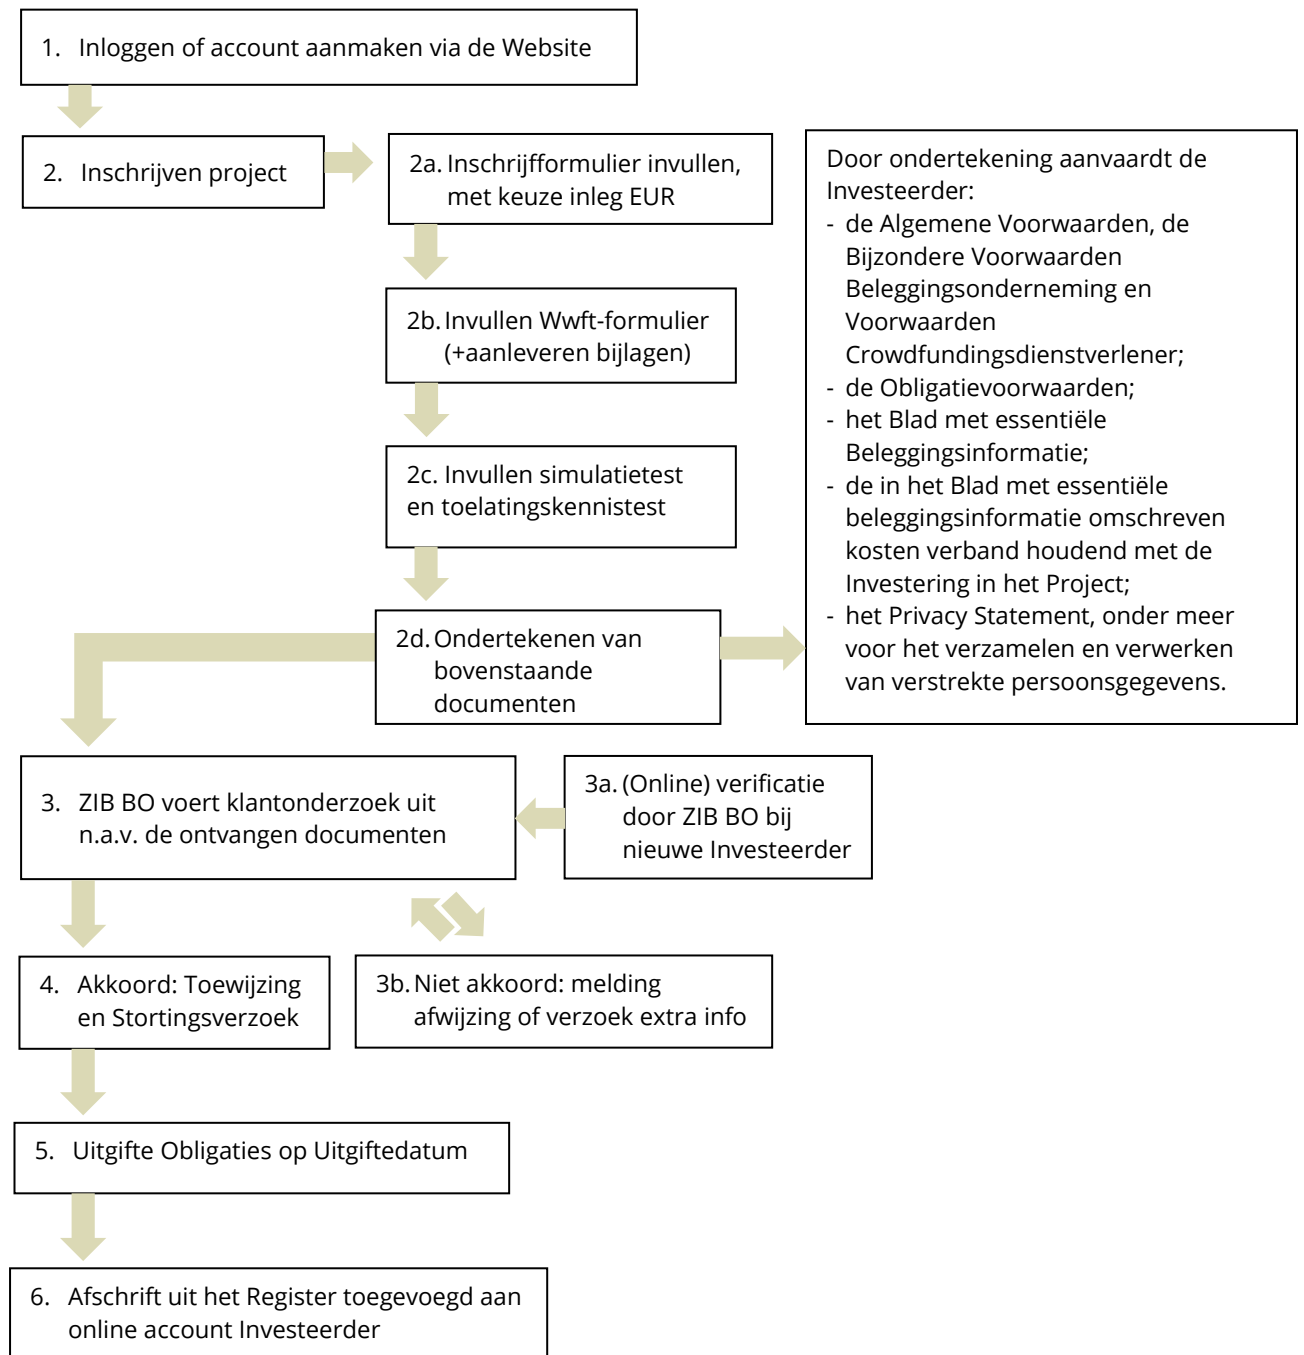 1. Inloggen of account aanmaken via de Website
2. Inschrijven project
2a. Inschrijfformulier invullen,
met keuze inleg EUR
2b. Invullen Wwft-formulier
(+aanleveren bijlagen)
2c. Invullen simulatietest
en toelatingskennistest
2d. Ondertekenen van
bovenstaande
documenten
Door ondertekening aanvaardt de
Investeerder:
- de Algemene Voorwaarden, de
Bijzondere Voorwaarden
Beleggingsonderneming en
Voorwaarden
Crowdfundingsdienstverlener;
- de Obligatievoorwaarden;
- het Blad met essentiële
Beleggingsinformatie;
- de in het Blad met essentiële
beleggingsinformatie omschreven
kosten verband houdend met de
Investering in het Project;
- het Privacy Statement, onder meer
voor het verzamelen en verwerken
van verstrekte persoonsgegevens.
3. ZIB BO voert klantonderzoek uit
n.a.v. de ontvangen documenten
3a. (Online) verificatie
door ZIB BO bij
nieuwe Investeerder
4. Akkoord: Toewijzing
en Stortingsverzoek
3b. Niet akkoord: melding
afwijzing of verzoek extra info
5. Uitgifte Obligaties op Uitgiftedatum
6. Afschrift uit het Register toegevoegd aan
online account Investeerder